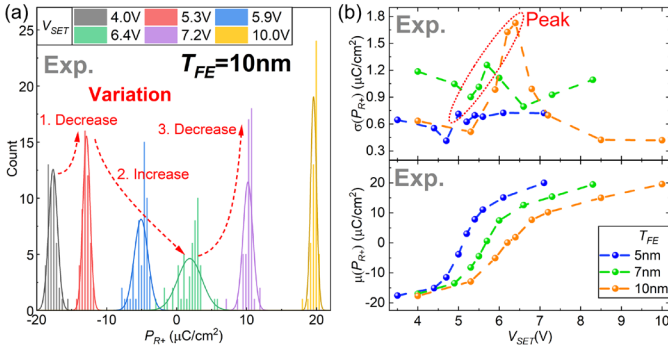 (a)
V_SET
4.0V 5.3V 5.9V
6.4V 7.2V 10.0V
Exp.
T_FE=10nm
Variation
1. Decrease
2. Increase
3. Decrease
Count
25
20
15
10
5
0
-20 -10 0 10 20
P_R+ (μC/cm²)
(b)
Exp.
Peak
σ(P_R+) (μC/cm²)
1.8
1.5
1.2
0.9
0.6
0.3
Exp.
μ(P_R+) (μC/cm²)
20
10
0
-10
-20
T_FE
5nm
7nm
10nm
4 5 6 7 8 9 10
V_SET(V)